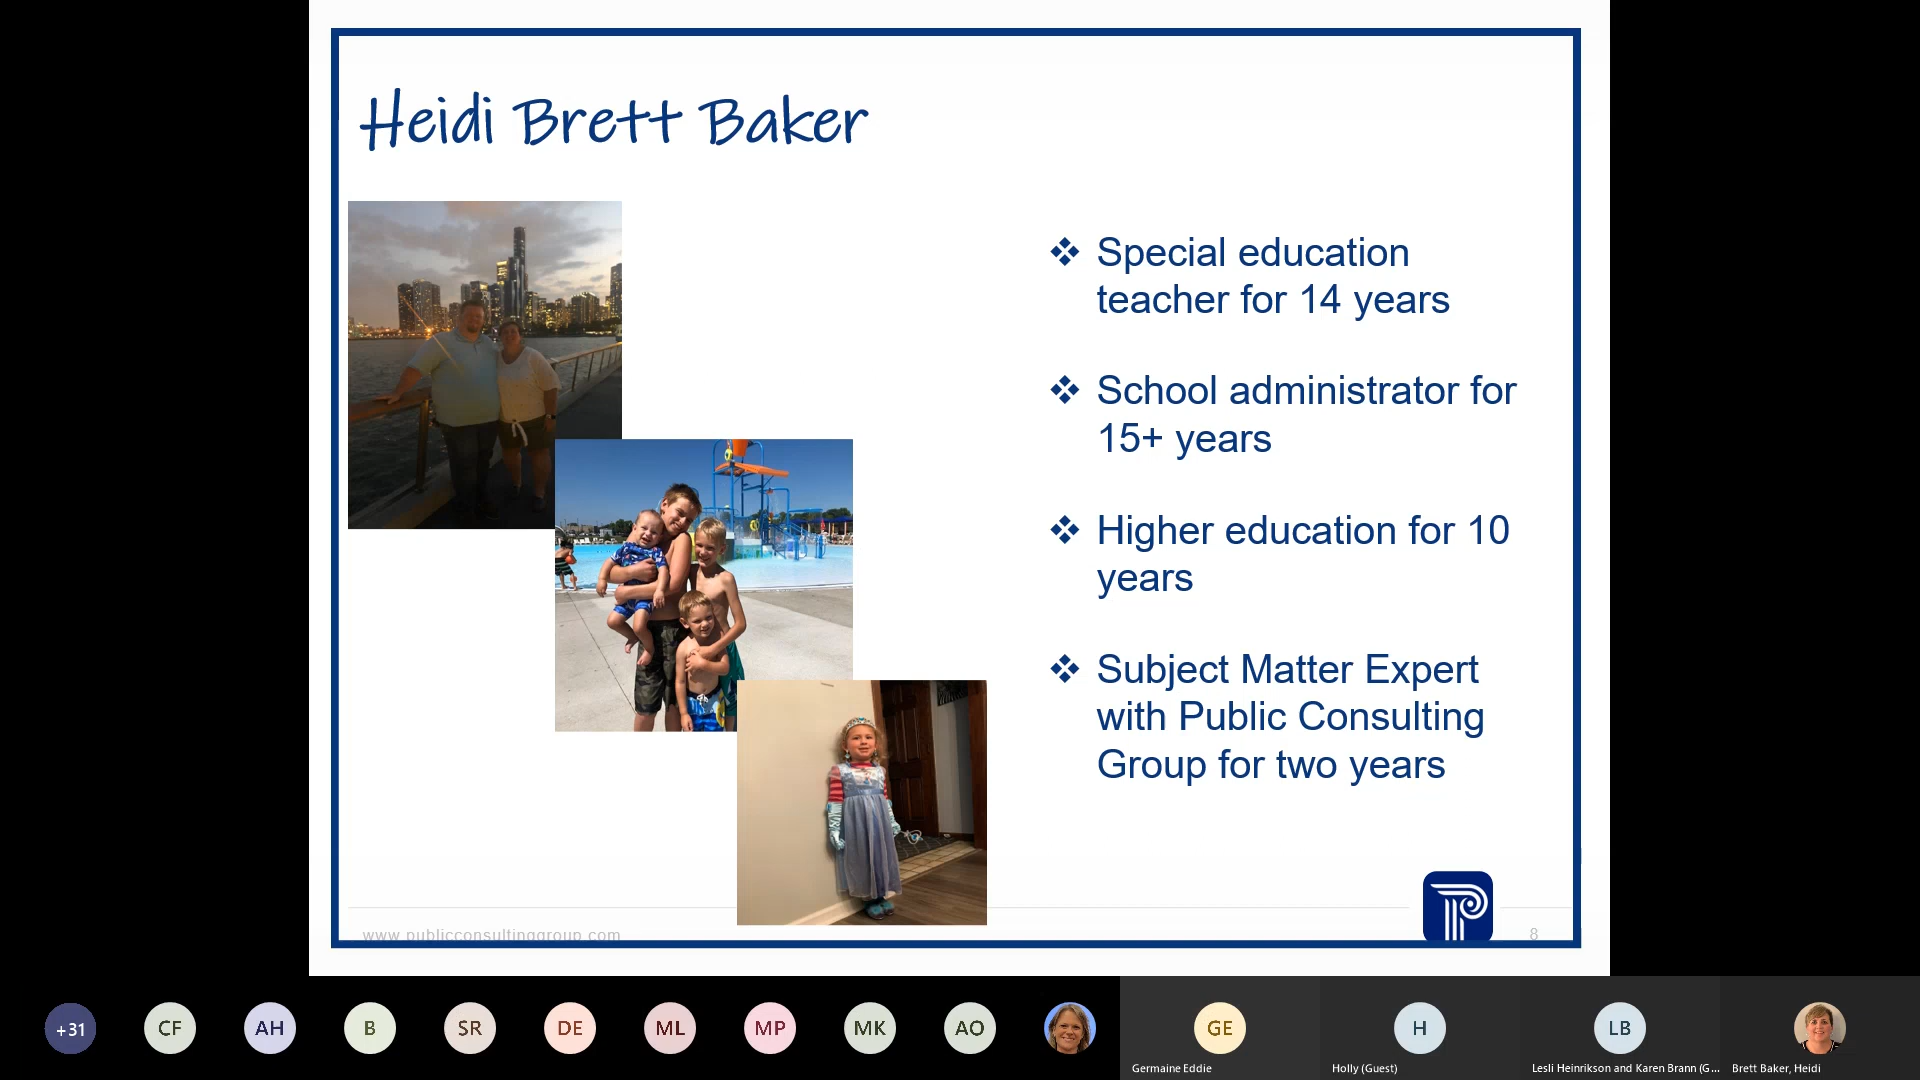 Heidi Brett Baker
Special education
teacher for 14 years
School administrator for
15+ years
Higher education for 10
years
Subject Matter Expert
with Public Consulting
Group for two years
www.publicconsultinggroup.com
8
+31
CF
AH
B
SR
DE
ML
MP
MK
AO
GE
H
LB
Germaine Eddie
Holly (Guest)
Lesli Heinrikson and Karen Brann (G...
Brett Baker, Heidi